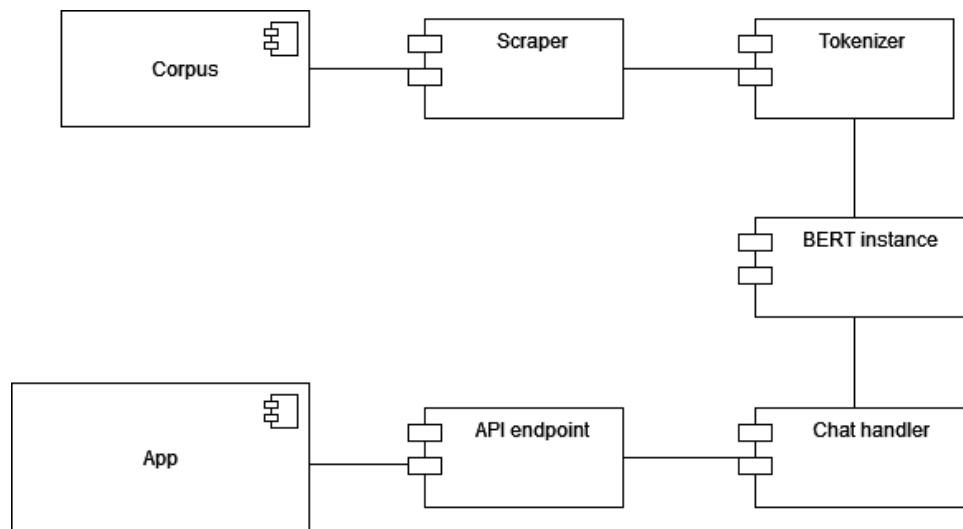 Corpus
Scraper
Tokenizer
BERT instance
App
API endpoint
Chat handler